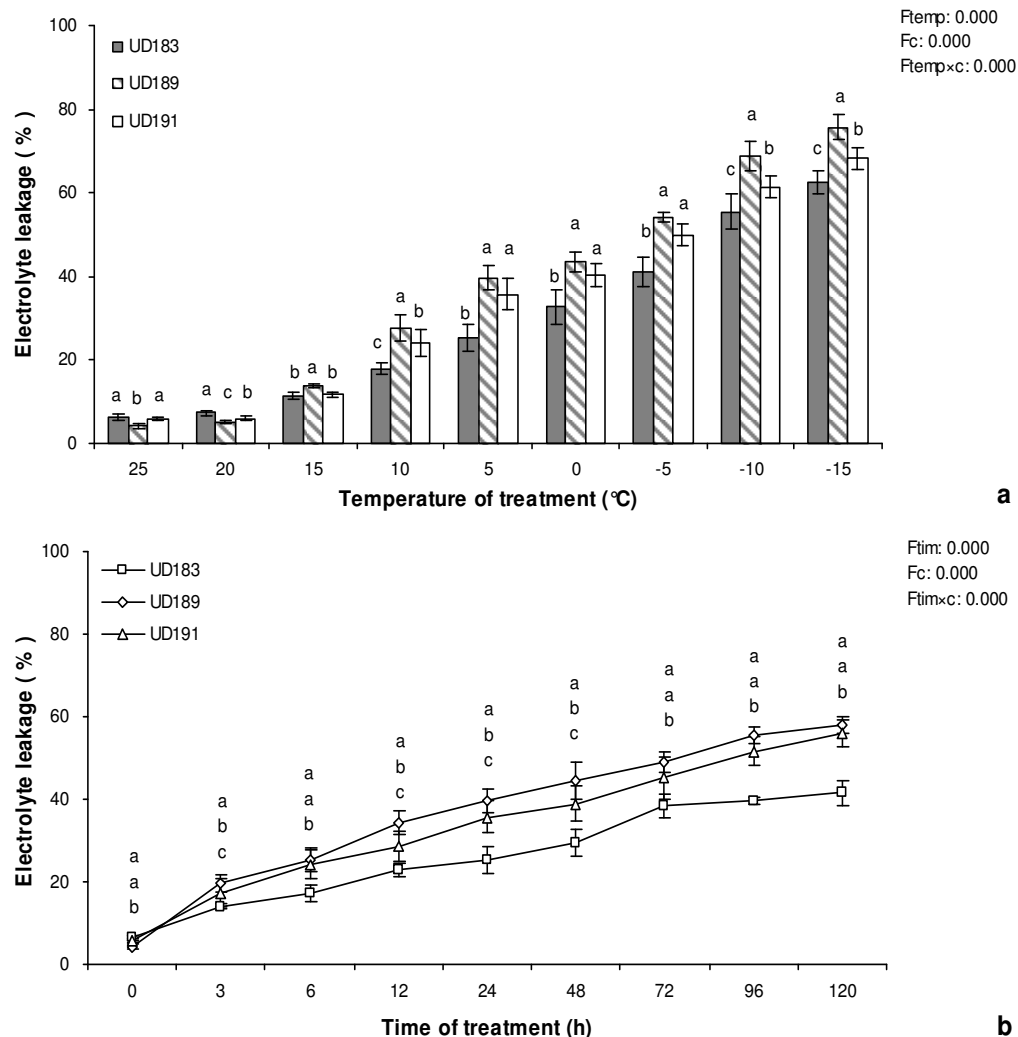 Ftemp: 0.000
Fc: 0.000
Ftemp×c: 0.000
100
80
60
40
20
0
Electrolyte leakage ( % )
UD183
UD189
UD191
a b a
a c b
b a b
c a b
b a a
b a a
b a a
c a b
c a b
25 20 15 10 5 0 -5 -10 -15
Temperature of treatment (°C)
a
Ftim: 0.000
Fc: 0.000
Ftim×c: 0.000
100
80
60
40
20
0
Electrolyte leakage ( % )
UD183
UD189
UD191
a
a
b
a
b
c
a
a
b
a
b
c
a
b
c
a
b
c
a
a
b
a
a
b
a
a
b
0 3 6 12 24 48 72 96 120
Time of treatment (h)
b